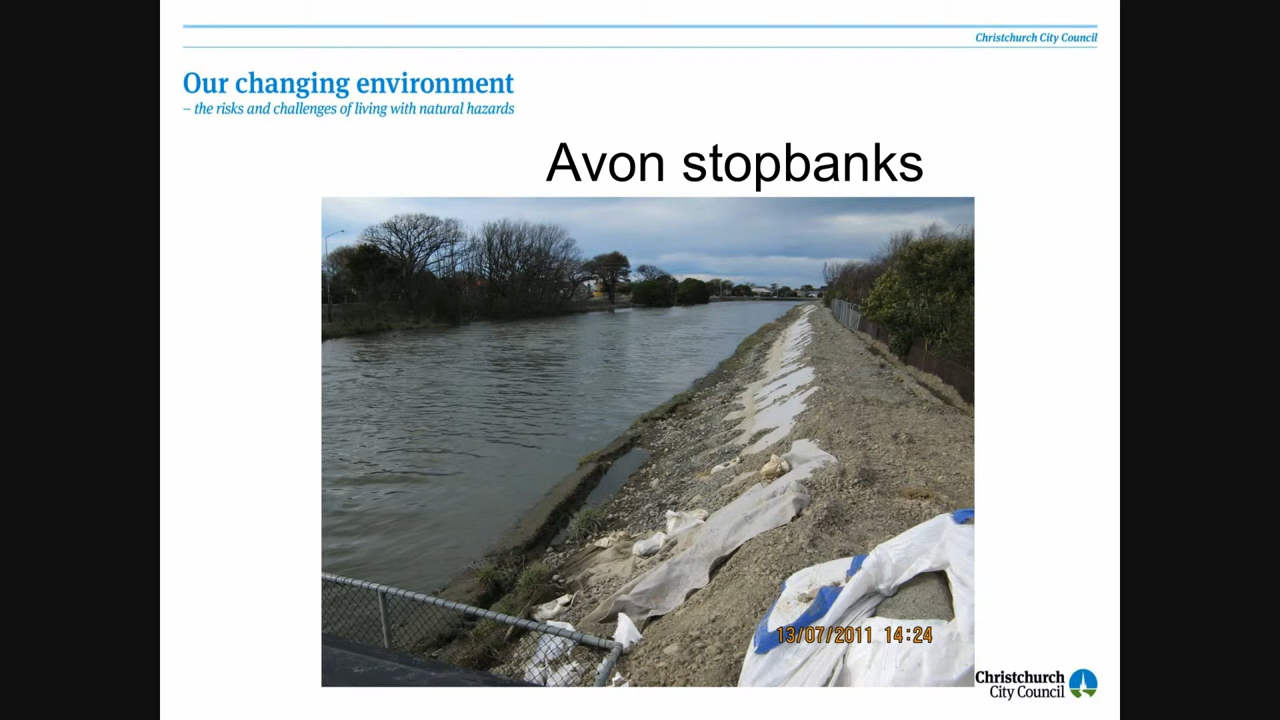 Christchurch City Council
Our changing environment
– the risks and challenges of living with natural hazards
Avon stopbanks
13/07/2011 14:24
Christchurch
City Council